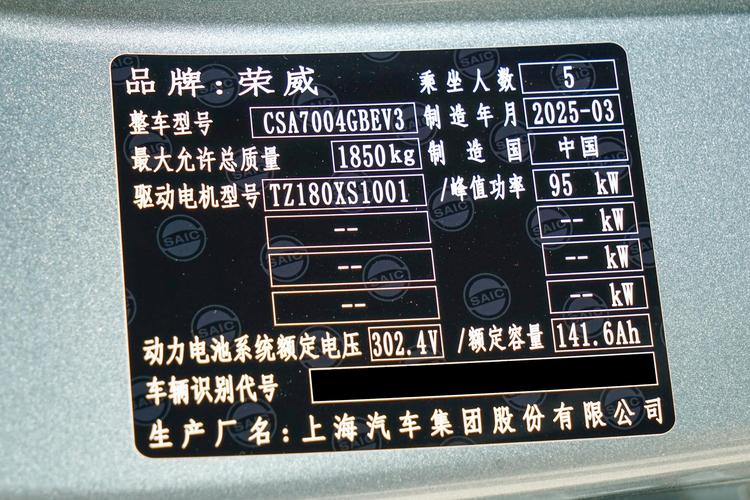 品牌:荣威 乘坐人数 5
整车型号 CSA7004GBEV3 制造年月 2025-03
最大允许总质量 1850kg 制造国 中国
驱动电机型号 TZ180XS1001 /峰值功率 95 kW
-- -- kW
-- -- kW
-- -- kW
动力电池系统额定电压 302.4V /额定容量 141.6Ah
车辆识别代号
生产厂名:上海汽车集团股份有限公司
SAIC